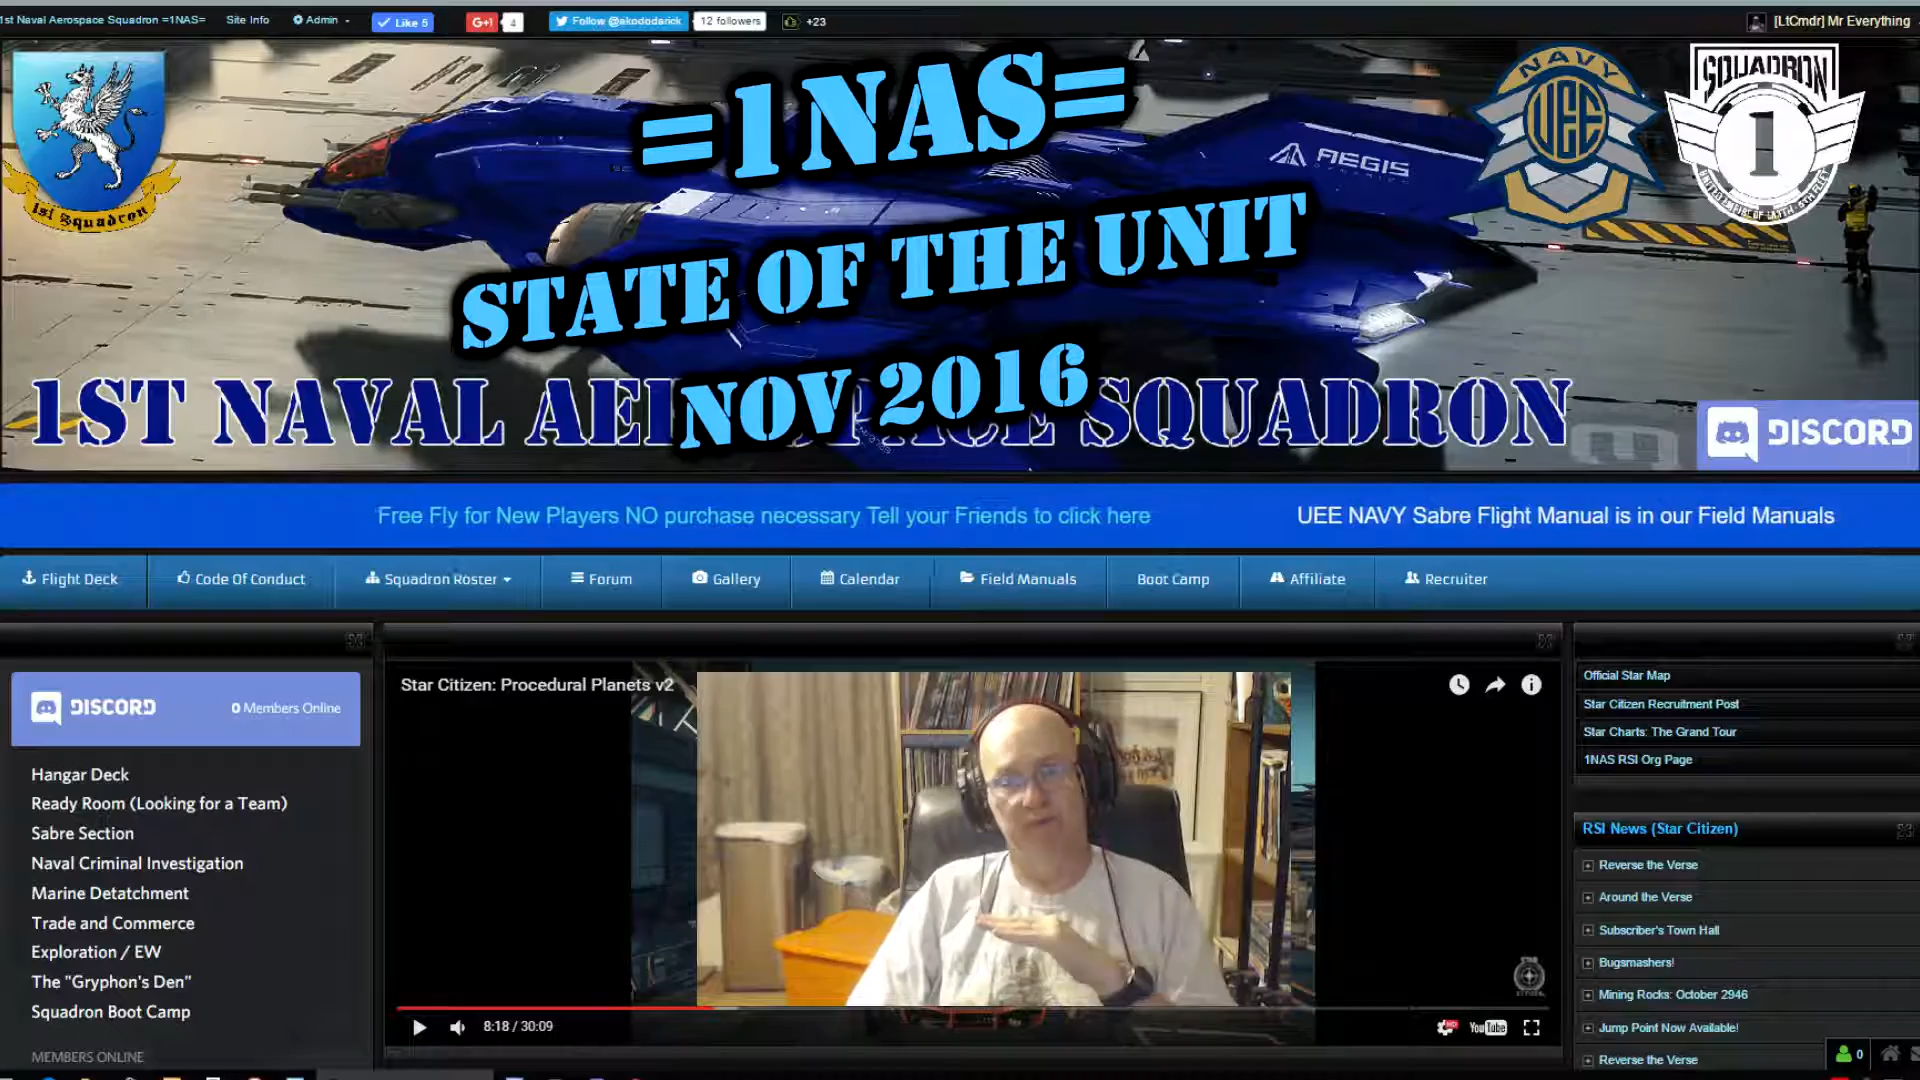 1st Naval Aerospace Squadron =1NAS=
Site Info
Admin
Like 5
G+1
4
Follow @ekododarick
12 followers
+23
[LtCmdr] Mr Everything
=1NAS=
STATE OF THE UNIT
NOV 2016
1st Squadron
AEGIS
NAVY
UEE
SQUADRON
1
1ST NAVAL AEROSPACE SQUADRON
DISCORD
Free Fly for New Players NO purchase necessary Tell your Friends to click here
UEE NAVY Sabre Flight Manual is in our Field Manuals
Flight Deck
Code Of Conduct
Squadron Roster
Forum
Gallery
Calendar
Field Manuals
Boot Camp
Affiliate
Recruiter
DISCORD
0 Members Online
Hangar Deck
Ready Room (Looking for a Team)
Sabre Section
Naval Criminal Investigation
Marine Detatchment
Trade and Commerce
Exploration / EW
The "Gryphon's Den"
Squadron Boot Camp
MEMBERS ONLINE
Star Citizen: Procedural Planets v2
8:18 / 30:09
YouTube
Official Star Map
Star Citizen Recruitment Post
Star Charts: The Grand Tour
1NAS RSI Org Page
RSI News (Star Citizen)
Reverse the Verse
Around the Verse
Subscriber's Town Hall
Bugsmashers!
Mining Rocks: October 2946
Jump Point Now Available!
Reverse the Verse
0